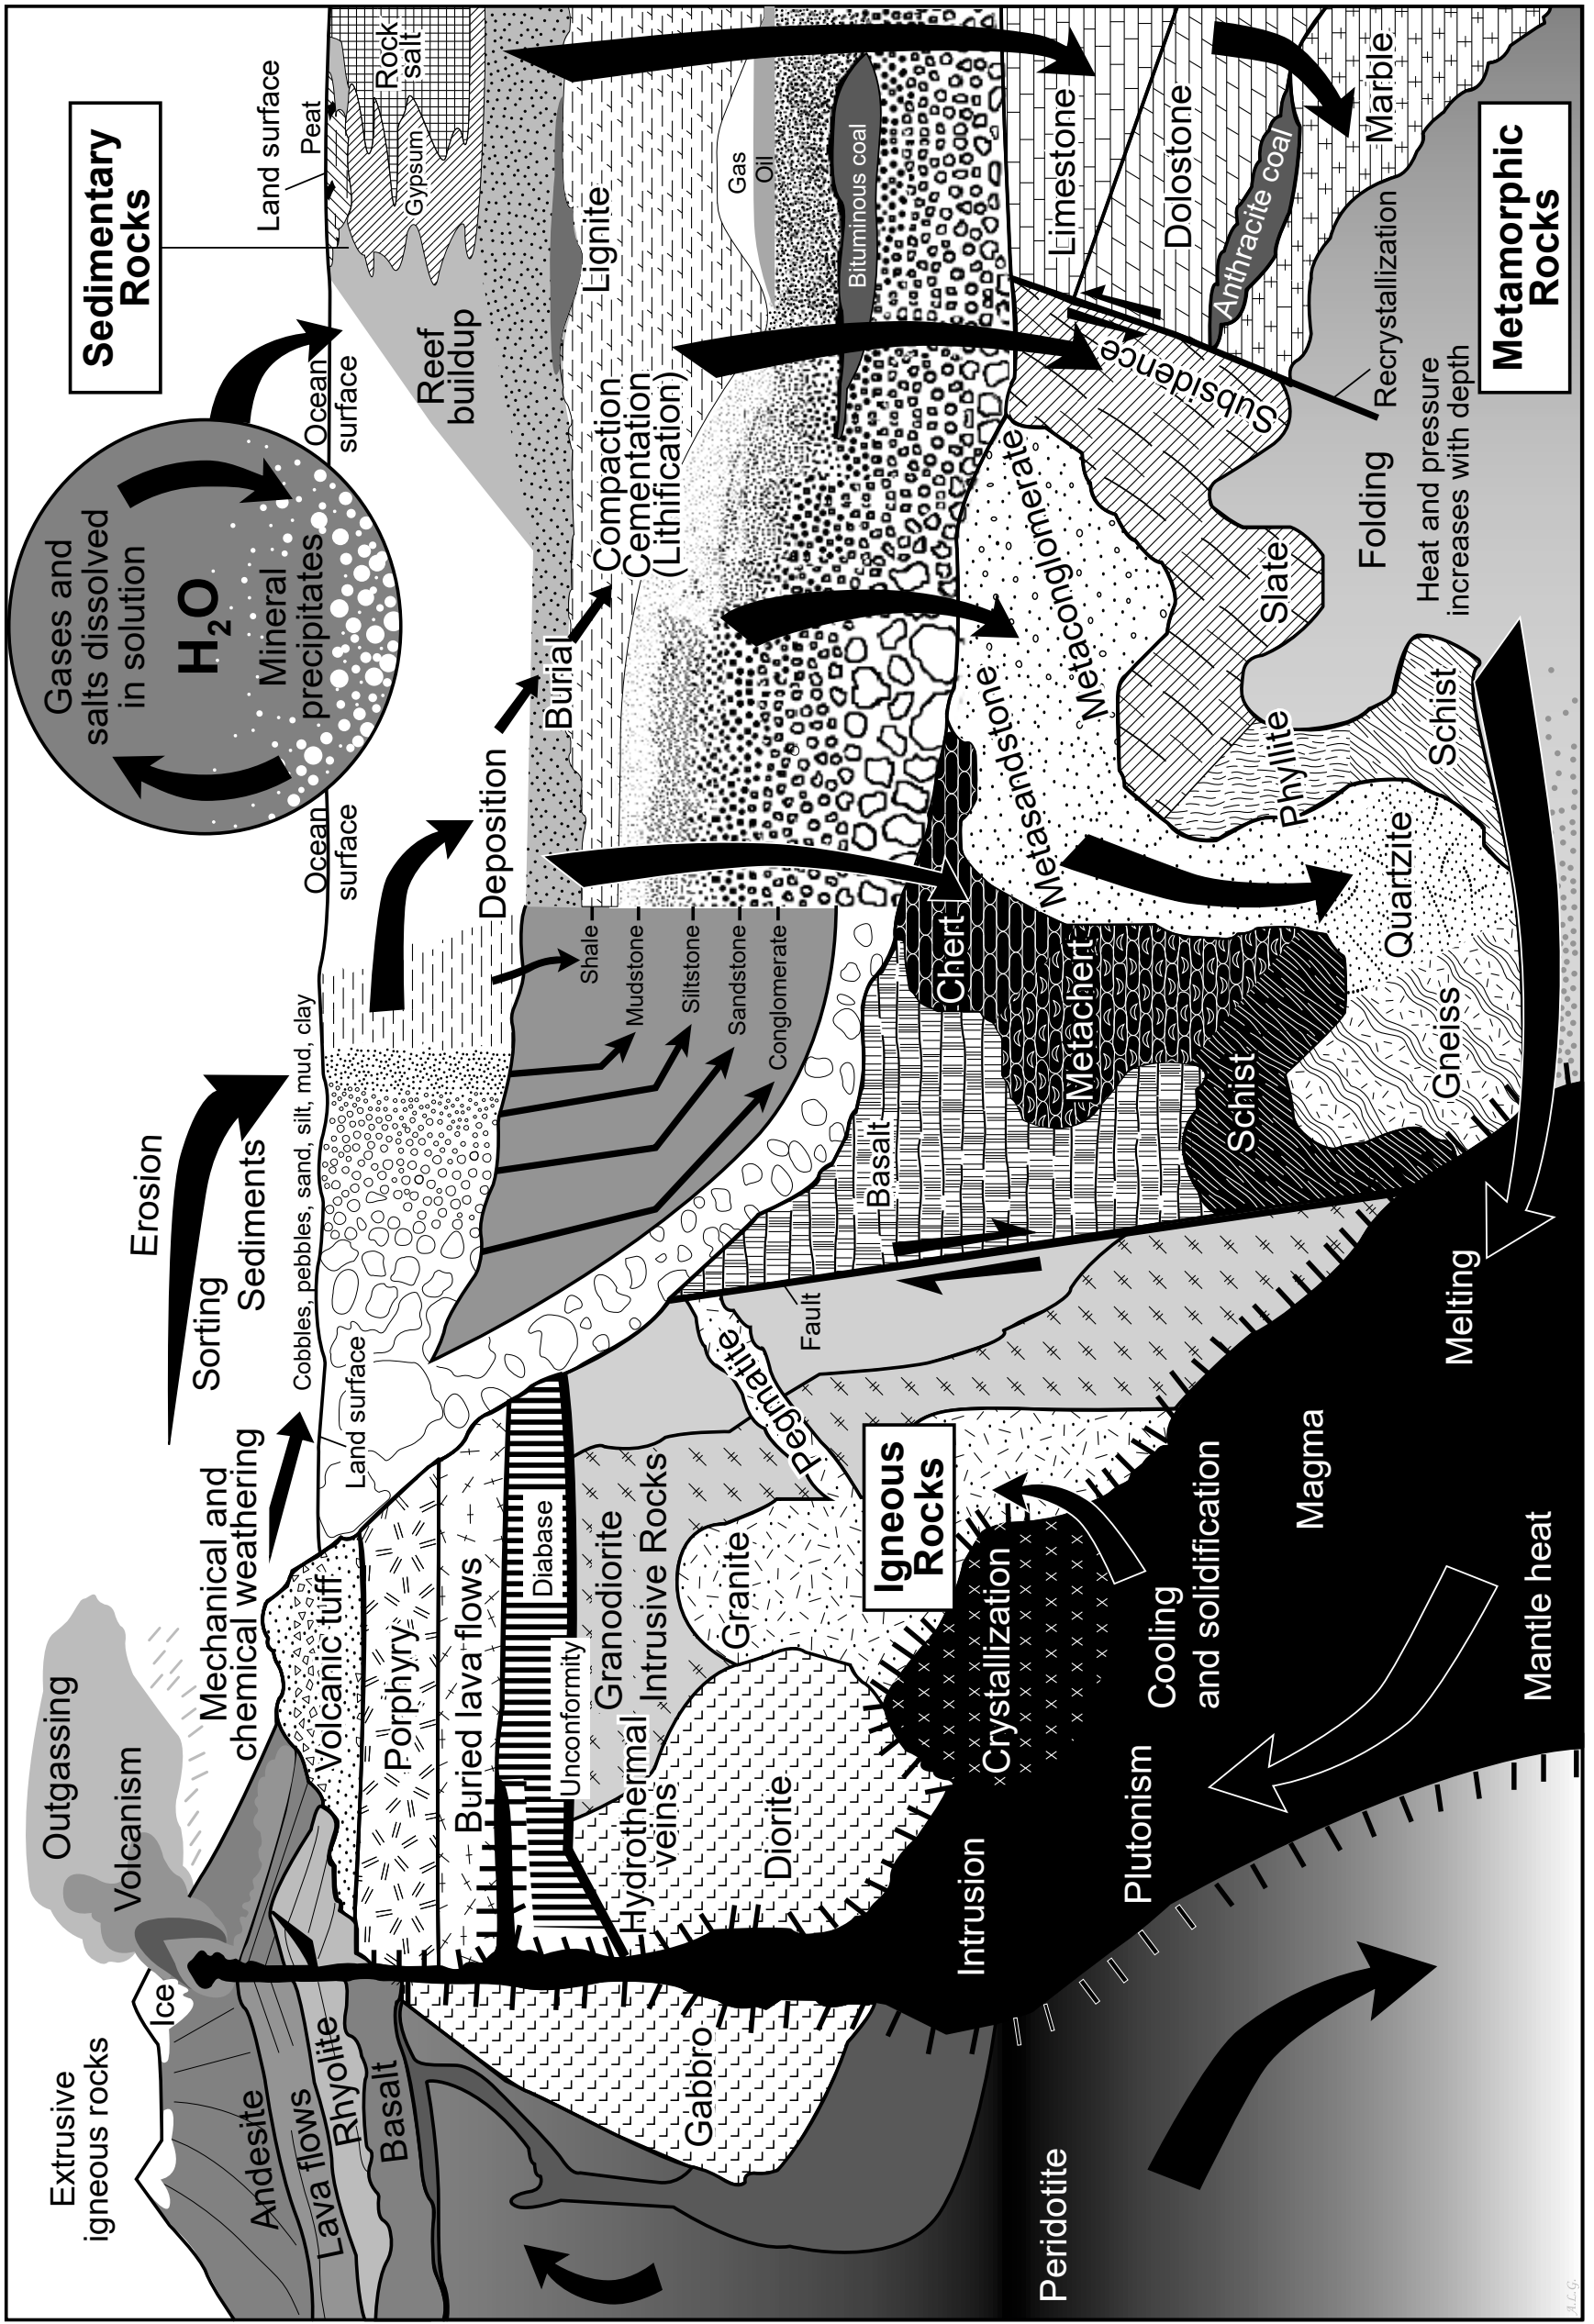 Extrusive
igneous rocks
Ice
Outgassing
Volcanism
Mechanical and
chemical weathering
Erosion
Sorting
Sediments
Cobbles, pebbles, sand, silt, mud, clay
Land surface
Gases and
salts dissolved
in solution
H₂O
Mineral
precipitates
Ocean
surface
Ocean
surface
Sedimentary
Rocks
Land surface
Peat
Rock
salt
Gypsum
Reef
buildup
Deposition
Burial
Compaction
Cementation
(Lithification)
Lignite
Gas
Oil
Bituminous coal
Shale
Mudstone
Siltstone
Sandstone
Conglomerate
Andesite
Lava flows
Rhyolite
Basalt
Volcanic tuff
Porphyry
Buried lava flows
Diabase
Unconformity
Granodiorite
Intrusive Rocks
Hydrothermal
veins
Granite
Pegmatite
Fault
Diorite
Gabbro
Igneous
Rocks
Basalt
Chert
Metachert
Schist
Metasandstone
Metaconglomerate
Subsidence
Limestone
Dolostone
Anthracite coal
Marble
Slate
Phyllite
Schist
Quartzite
Gneiss
Folding
Recrystallization
Heat and pressure
increases with depth
Metamorphic
Rocks
Crystallization
Intrusion
Plutonism
Cooling
and solidification
Magma
Melting
Mantle heat
Peridotite
A.L.G.